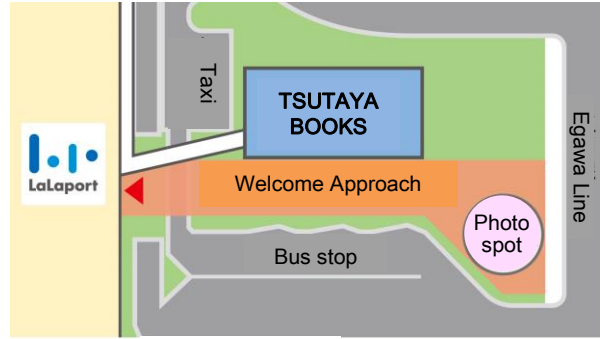 Taxi
TSUTAYA
BOOKS
LaLaport
Welcome Approach
Photo
spot
Egawa Line
Bus stop